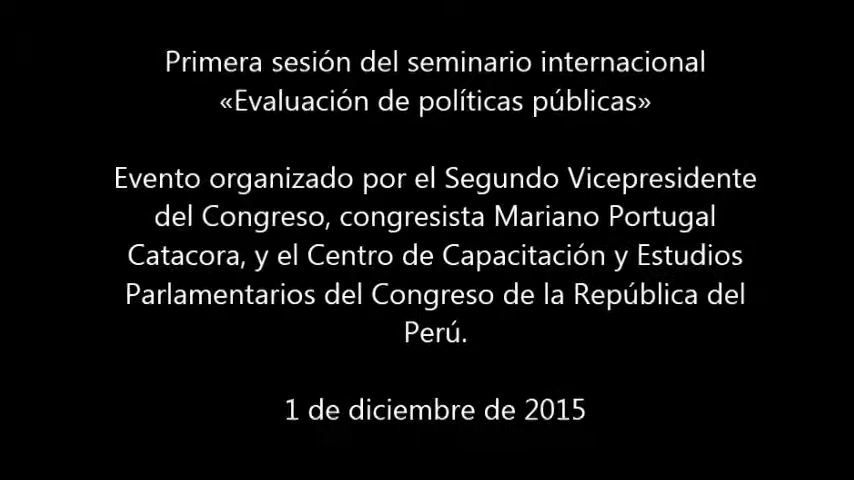 Primera sesión del seminario internacional
«Evaluación de políticas públicas»
Evento organizado por el Segundo Vicepresidente
del Congreso, congresista Mariano Portugal
Catacora, y el Centro de Capacitación y Estudios
Parlamentarios del Congreso de la República del
Perú.
1 de diciembre de 2015